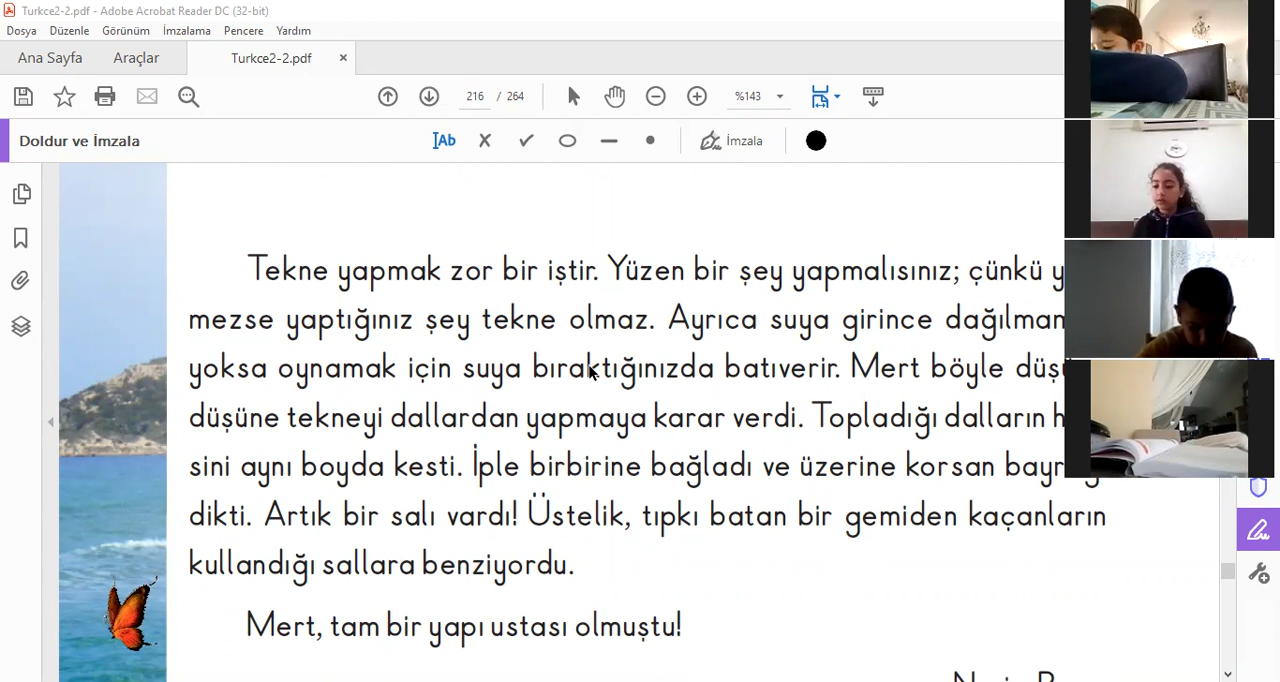 Turkce2-2.pdf - Adobe Acrobat Reader DC (32-bit)
Dosya Düzenle Görünüm İmzalama Pencere Yardım
Ana Sayfa Araçlar Turkce2-2.pdf
216 / 264 %143
Doldur ve İmzala Ab İmzala
Tekne yapmak zor bir iştir. Yüzen bir şey yapmalısınız; çünkü
mezse yaptığınız şey tekne olmaz. Ayrıca suya girince
yoksa oynamak için suya bıraktığınızda batıverir. Mert böyle
düşüne tekneyi dallardan yapmaya karar verdi. Topladığı dalların
sini aynı boyda kesti. İple birbirine bağladı ve üzerine korsan
dikti. Artık bir salı vardı! Üstelik, tıpkı batan bir gemiden kaçanların
kullandığı sallara benziyordu.
Mert, tam bir yapı ustası olmuştu!